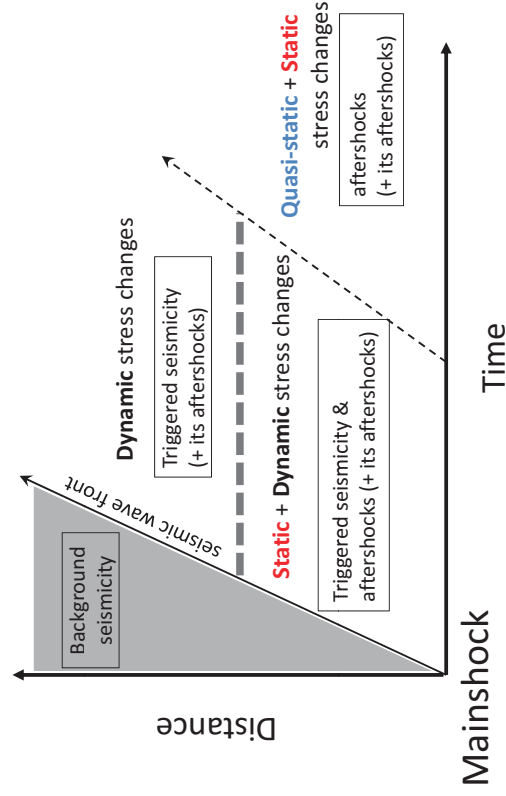 Background
seismicity
seismic wave front
Dynamic stress changes
Triggered seismicity
(+ its aftershocks)
Static + Dynamic stress changes
Triggered seismicity &
aftershocks (+ its aftershocks)
Quasi-static + Static
stress changes
aftershocks
(+ its aftershocks)
Distance
Mainshock
Time